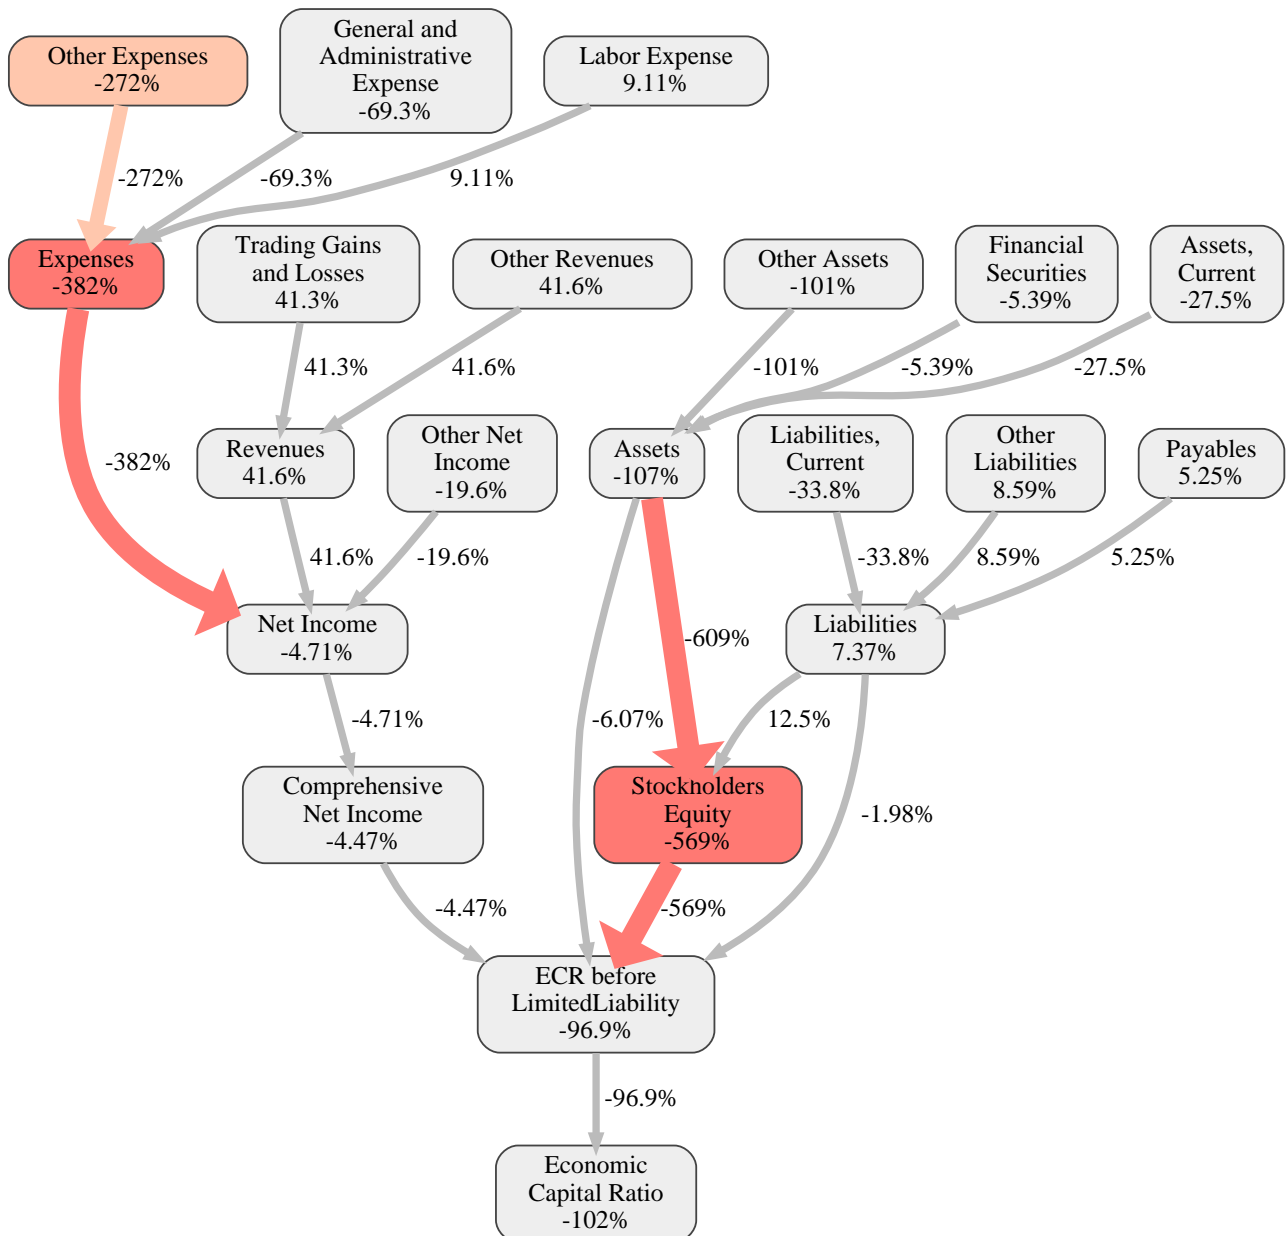 Other Expenses
-272%
General and
Administrative
Expense
-69.3%
Labor Expense
9.11%
-272%
-69.3%
9.11%
Expenses
-382%
Trading Gains
and Losses
41.3%
Other Revenues
41.6%
Other Assets
-101%
Financial
Securities
-5.39%
Assets,
Current
-27.5%
41.3%
41.6%
-101%
-5.39%
-27.5%
-382%
Revenues
41.6%
Other Net
Income
-19.6%
Assets
-107%
Liabilities,
Current
-33.8%
Other
Liabilities
8.59%
Payables
5.25%
41.6%
-19.6%
-33.8%
8.59%
5.25%
Net Income
-4.71%
-609%
Liabilities
7.37%
-4.71%
-6.07%
12.5%
Comprehensive
Net Income
-4.47%
Stockholders
Equity
-569%
-1.98%
-4.47%
-569%
ECR before
LimitedLiability
-96.9%
-96.9%
Economic
Capital Ratio
-102%